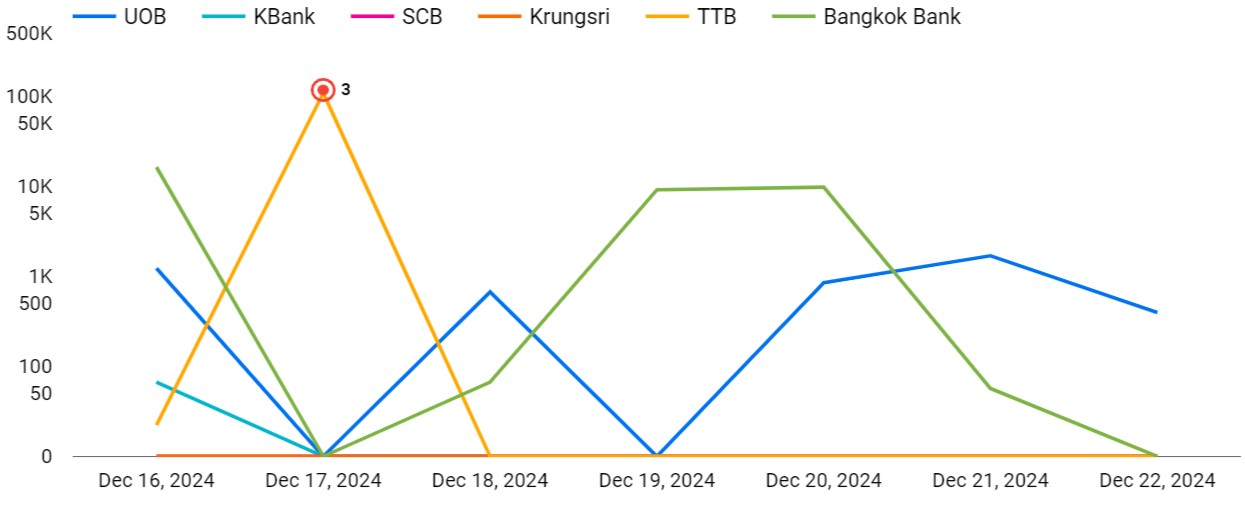 UOB KBank SCB Krungsri TTB Bangkok Bank
500K
3
100K
50K
10K
5K
1K
500
100
50
0
Dec 16, 2024 Dec 17, 2024 Dec 18, 2024 Dec 19, 2024 Dec 20, 2024 Dec 21, 2024 Dec 22, 2024